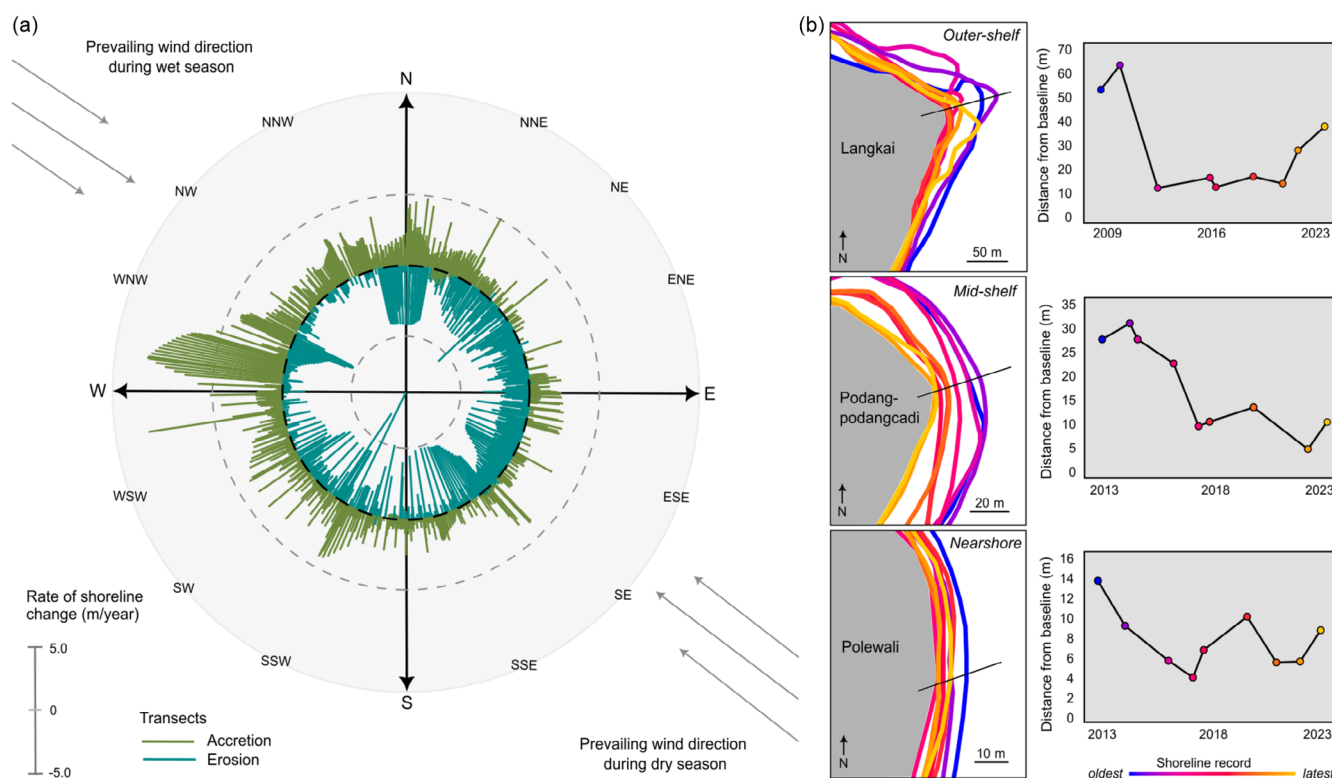 (a)
Prevailing wind direction
during wet season
N
NNW
NNE
NW
NE
WNW
ENE
W
E
WSW
ESE
SW
SE
SSW
SSE
S
Rate of shoreline
change (m/year)
5.0
0
-5.0
Transects
Accretion
Erosion
Prevailing wind direction
during dry season
(b)
Outer-shelf
Langkai
N
50 m
Distance from baseline (m)
70
60
50
40
30
20
10
0
2009
2016
2023
Mid-shelf
Podang-
podangcadi
N
20 m
Distance from baseline (m)
35
30
25
20
15
10
5
0
2013
2018
2023
Nearshore
Polewali
N
10 m
Distance from baseline (m)
16
14
12
10
8
6
4
2
0
2013
2018
2023
Shoreline record
oldest
latest